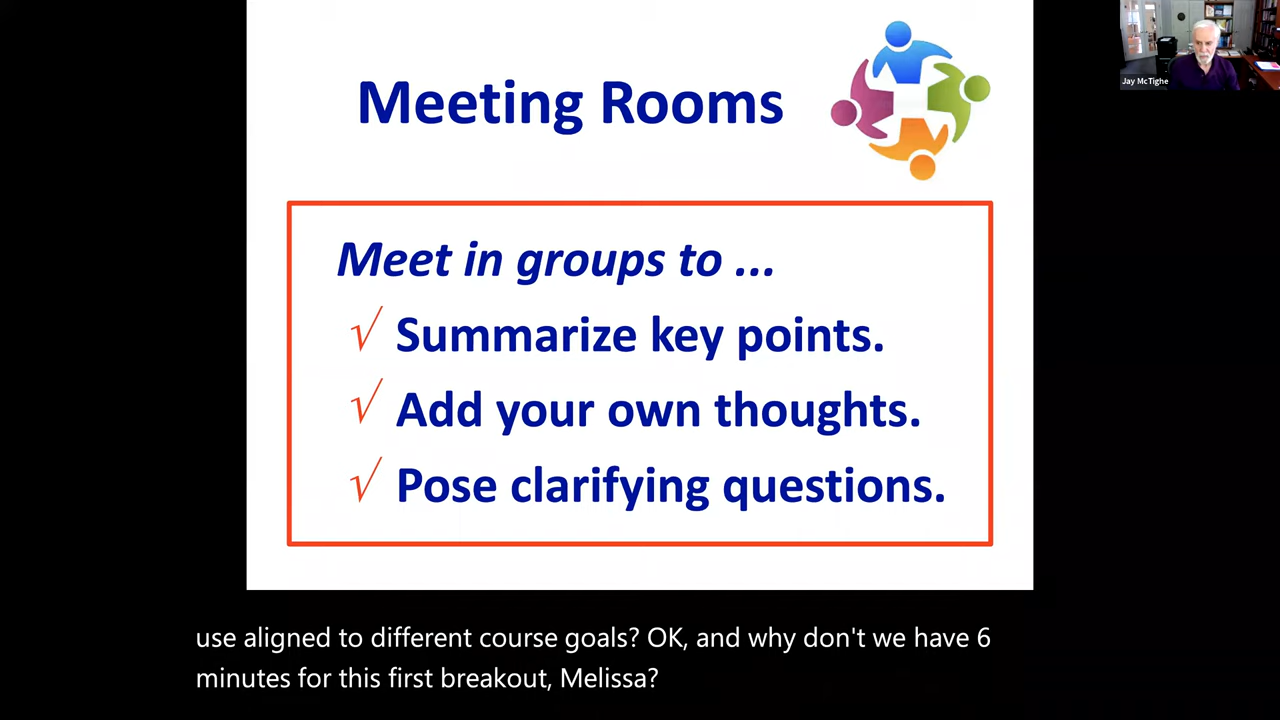 Meeting Rooms
Jay McTighe
Meet in groups to ...
√ Summarize key points.
√ Add your own thoughts.
√ Pose clarifying questions.
use aligned to different course goals? OK, and why don't we have 6
minutes for this first breakout, Melissa?